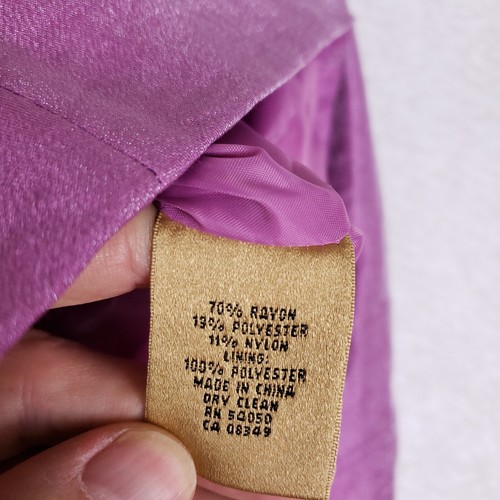 70% RAYON
19% POLYESTER
11% NYLON
LINING:
100% POLYESTER
MADE IN CHINA
DRY CLEAN
RN 54050
CA 08349